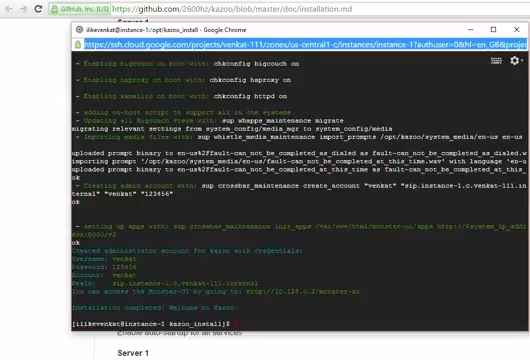 GitHub, Inc. [US]
https://github.com/2600hz/kazoo/blob/master/doc/installation.md
ilikevenkat@instance-1:/opt/kazoo_install - Google Chrome
https://ssh.cloud.google.com/projects/venkat-111/zones/us-central1-c/instances/instance-1?authuser=0&hl=en_GB&projec
- Enabling bigcouch on boot with: chkconfig bigcouch on
- Enabling haproxy on boot with: chkconfig haproxy on
- Enabling kamailio on boot with: chkconfig httpd on
- adding on-boot script to support all in one systems
- Updating all Bigcouch views with: sup whapps_maintenance migrate
migrating relevant settings from system_config/media_mgr to system_config/media
- Importing media files with: sup whistle_media_maintenance import_prompts /opt/kazoo/system_media/en-us en-us
uploaded prompt binary to en-us%2Ffault-can_not_be_completed_as_dialed as fault-can_not_be_completed_as_dialed.w
importing prompt '/opt/kazoo/system_media/en-us/fault-can_not_be_completed_at_this_time.wav' with language 'en-u
uploaded prompt binary to en-us%2Ffault-can_not_be_completed_at_this_time as fault-can_not_be_completed_at_this_
ok
- Creating admin account with: sup crossbar_maintenance create_account "venkat" "sip.instance-1.c.venkat-111.in
ternal" "venkat" "123456"
ok
- setting up apps with: sup crossbar_maintenance init_apps /var/www/html/monster-ui/apps http://$system_ip_addr
ess:8000/v2
ok
Created administrator account for kazoo with credentials:
Username: venkat
Password: 123456
Account: venkat
Realm: sip.instance-1.c.venkat-111.internal
You can access the Monster-UI by going to: http://10.128.0.2/monster-ui
Installation completed! Welcome to Kazoo!
[ilikevenkat@instance-1 kazoo_install]$
Enable auto-startup for all services
Server 1